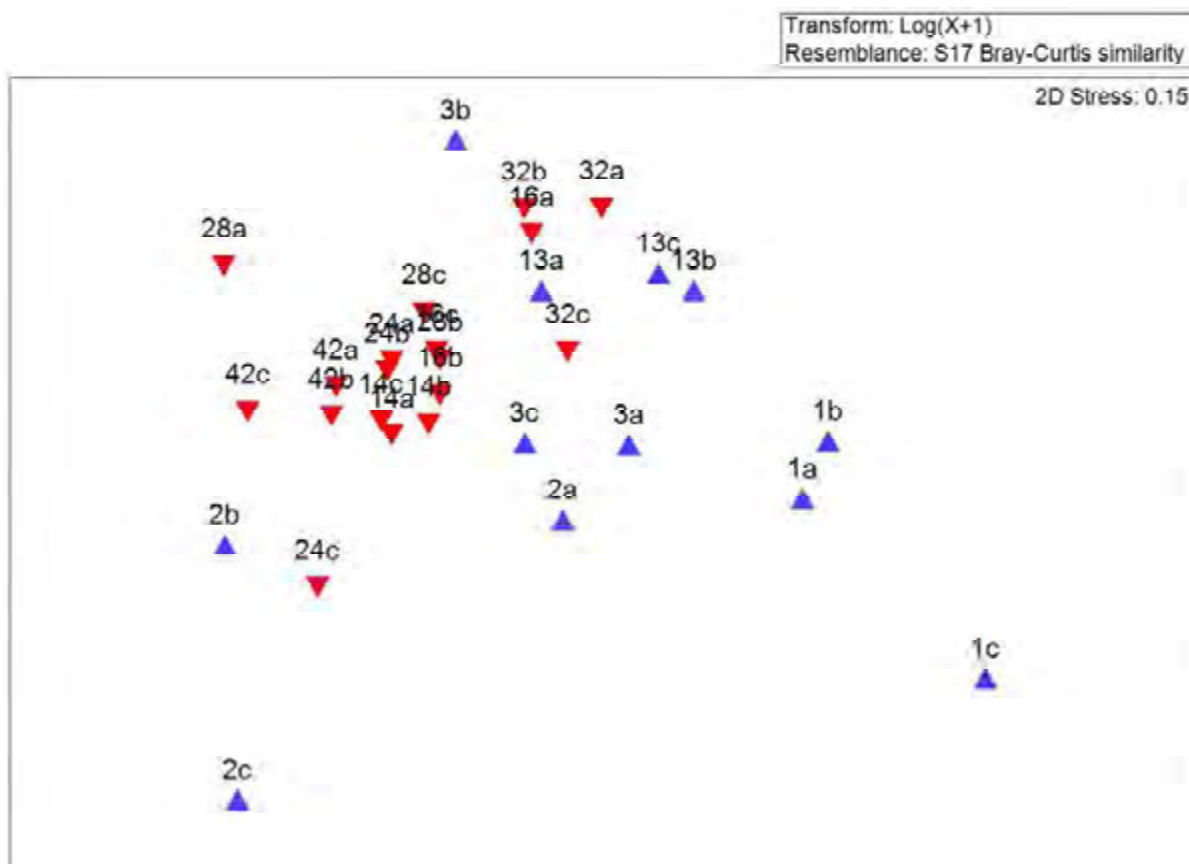 Transform: Log(X+1)
Resemblance: S17 Bray-Curtis similarity
2D Stress: 0.15
3b
32b
32a
16a
28a
13c
13a
13b
28c
32c
24a
24b
16b
42a
42c
42b
14c
14b
14a
3c
3a
1b
1a
2a
2b
24c
1c
2c